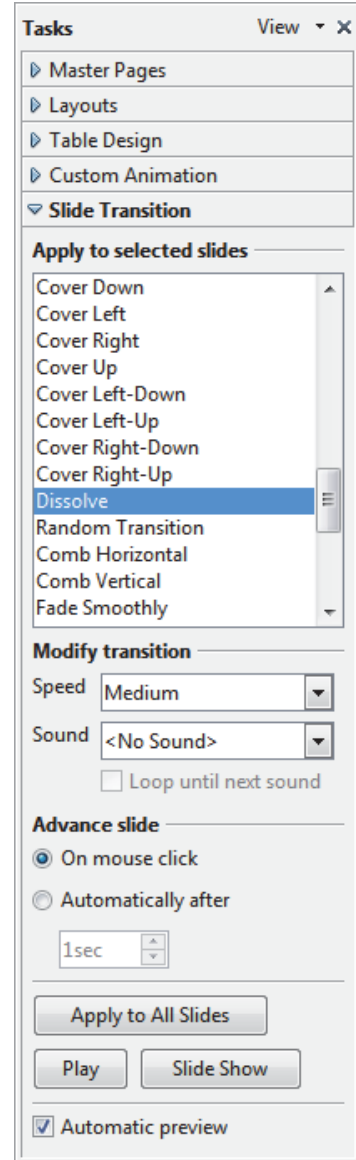 Tasks View
Master Pages
Layouts
Table Design
Custom Animation
Slide Transition
Apply to selected slides
Cover Down
Cover Left
Cover Right
Cover Up
Cover Left-Down
Cover Left-Up
Cover Right-Down
Cover Right-Up
Dissolve
Random Transition
Comb Horizontal
Comb Vertical
Fade Smoothly
Modify transition
Speed Medium
Sound <No Sound>
Loop until next sound
Advance slide
On mouse click
Automatically after
1sec
Apply to All Slides
Play Slide Show
Automatic preview